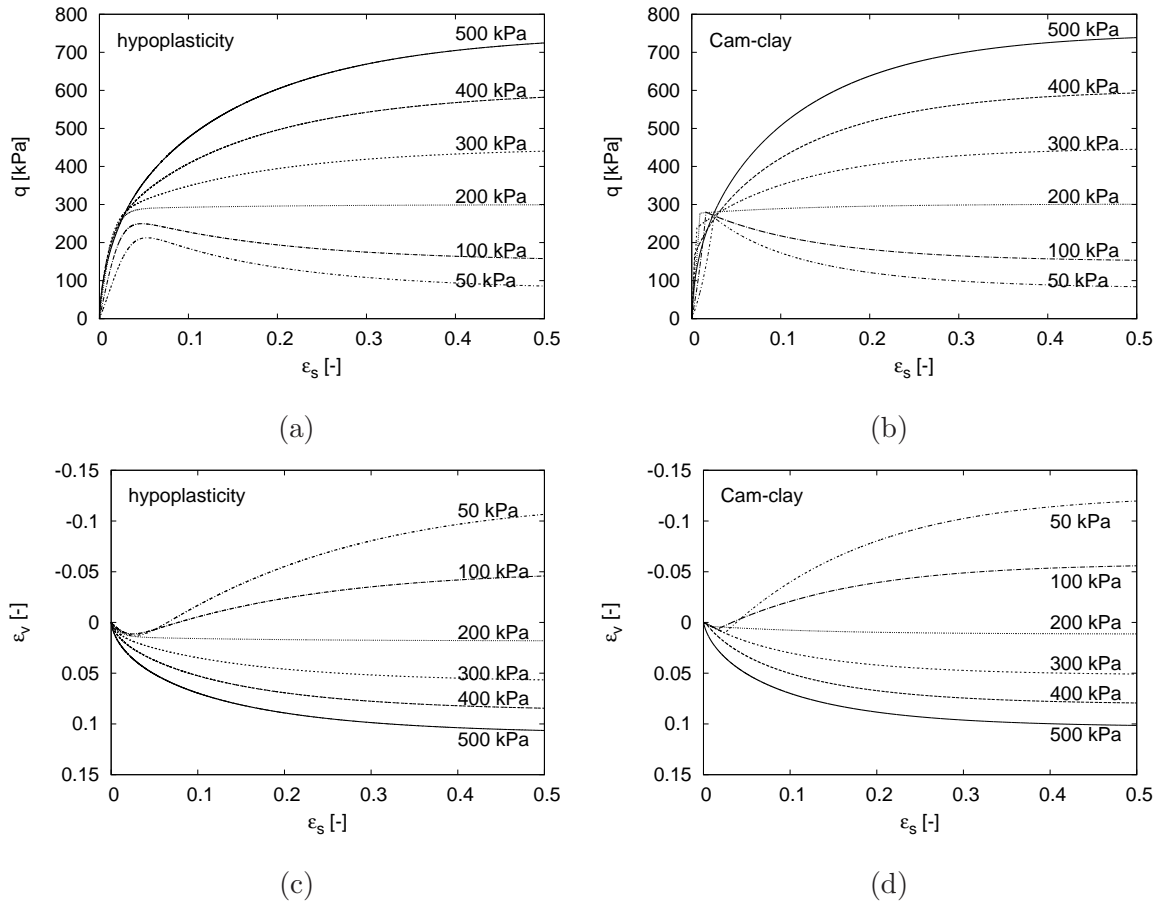 800
700
600
500
400
300
200
100
0
q [kPa]
hypoplasticity
500 kPa
400 kPa
300 kPa
200 kPa
100 kPa
50 kPa
0 0.1 0.2 0.3 0.4 0.5
εs [-]
(a)
800
700
600
500
400
300
200
100
0
q [kPa]
Cam-clay
500 kPa
400 kPa
300 kPa
200 kPa
100 kPa
50 kPa
0 0.1 0.2 0.3 0.4 0.5
εs [-]
(b)
-0.15
-0.1
-0.05
0
0.05
0.1
0.15
εv [-]
hypoplasticity
50 kPa
100 kPa
200 kPa
300 kPa
400 kPa
500 kPa
0 0.1 0.2 0.3 0.4 0.5
εs [-]
(c)
-0.15
-0.1
-0.05
0
0.05
0.1
0.15
εv [-]
Cam-clay
50 kPa
100 kPa
200 kPa
300 kPa
400 kPa
500 kPa
0 0.1 0.2 0.3 0.4 0.5
εs [-]
(d)